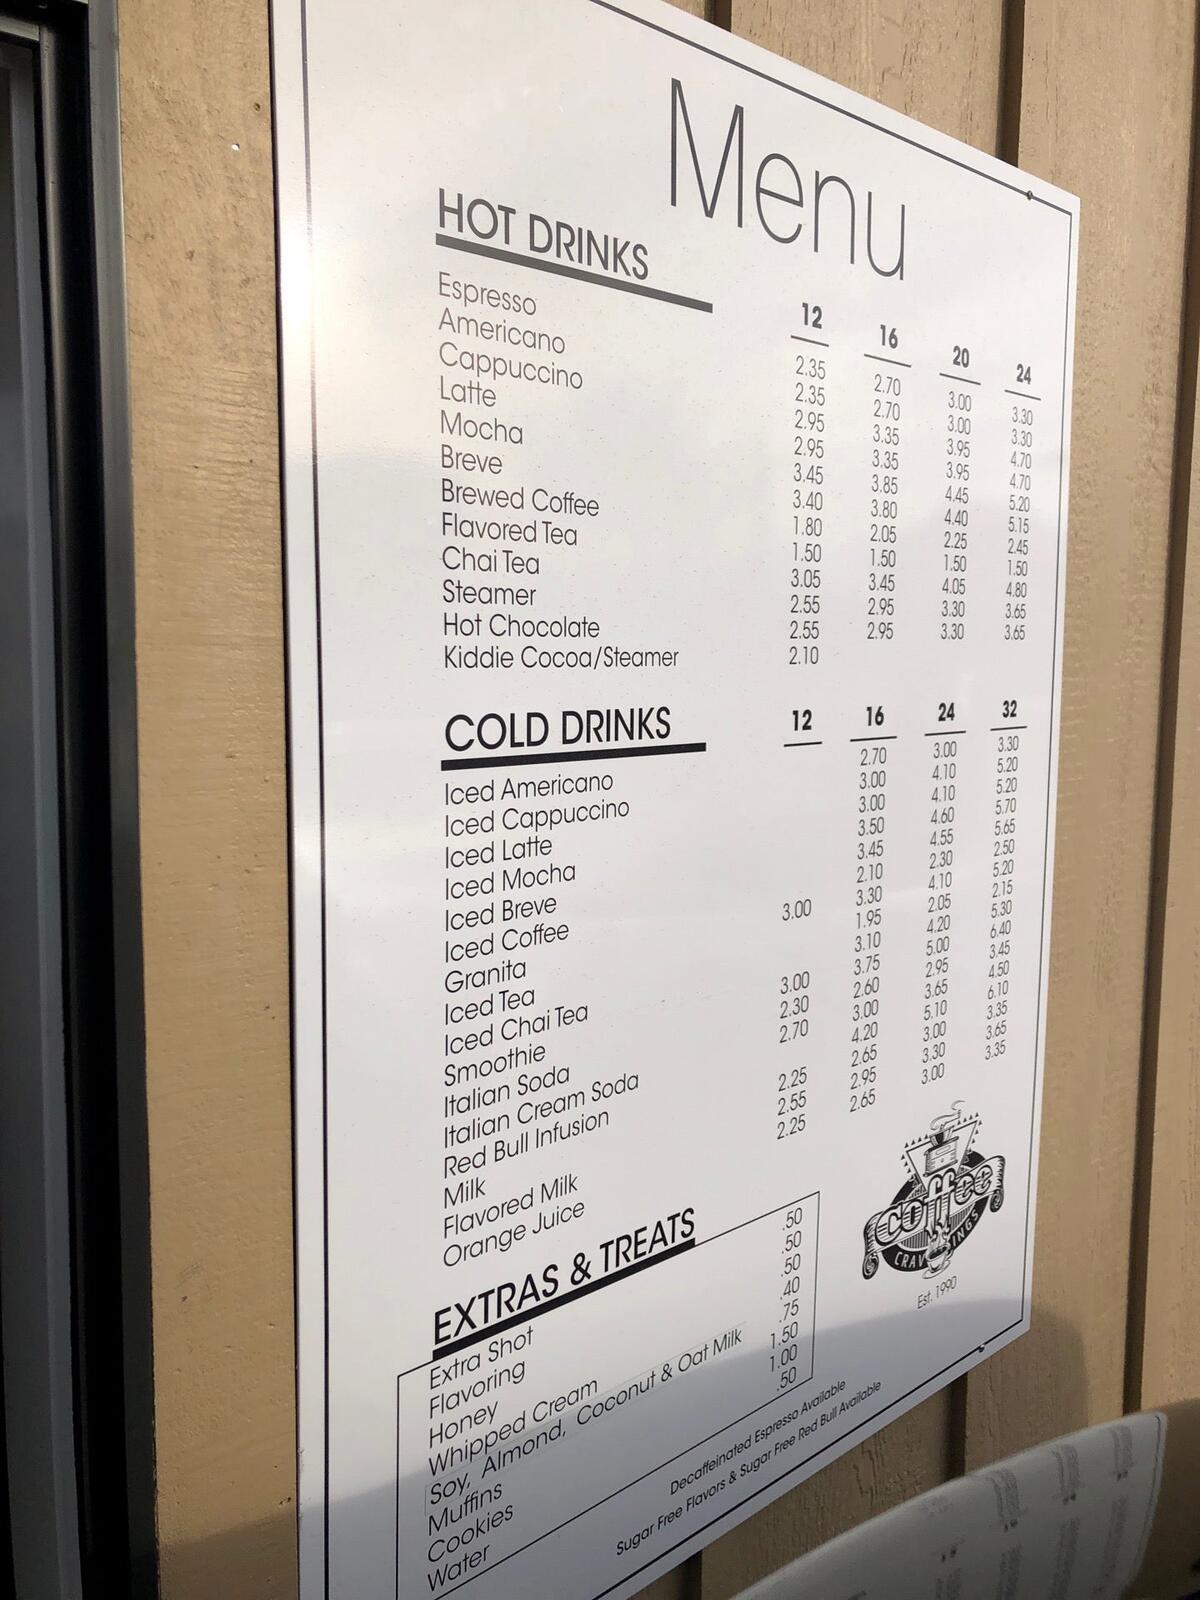 Menu
HOT DRINKS 12 16 20 24
Espresso 2.35 2.70 3.00 3.30
Americano 2.35 2.70 3.00 3.30
Cappuccino 2.95 3.35 3.95 4.70
Latte 2.95 3.35 3.95 4.70
Mocha 3.45 3.85 4.45 5.20
Breve 3.40 3.80 4.40 5.15
Brewed Coffee 1.80 2.05 2.25 2.45
Flavored Tea 1.50 1.50 1.50 1.50
Chai Tea 3.05 3.45 4.05 4.80
Steamer 2.55 2.95 3.30 3.65
Hot Chocolate 2.55 2.95 3.30 3.65
Kiddie Cocoa/Steamer 2.10
COLD DRINKS 12 16 24 32
Iced Americano 2.70 3.00 3.30
Iced Cappuccino 3.00 4.10 5.20
Iced Latte 3.00 4.10 5.20
Iced Mocha 3.50 4.60 5.70
Iced Breve 3.45 4.55 5.65
Iced Coffee 2.10 2.30 2.50
Granita 3.00 3.30 4.10 5.20
Iced Tea 1.95 2.05 2.15
Iced Chai Tea 3.10 4.20 5.30
Smoothie 3.00 3.75 5.00 6.40
Italian Soda 2.30 2.60 2.95 3.45
Italian Cream Soda 2.70 3.00 3.65 4.50
Red Bull Infusion 4.20 5.10 6.10
Milk 2.25 2.65 3.00 3.35
Flavored Milk 2.55 2.95 3.30 3.65
Orange Juice 2.25 2.65 3.00 3.35
EXTRAS & TREATS
Extra Shot .50
Flavoring .50
Honey .50
Whipped Cream .40
Soy, Almond, Coconut & Oat Milk .75
Muffins 1.50
Cookies 1.00
Water .50
coffee
CRAVINGS
Est. 1990
Decaffeinated Espresso Available
Sugar Free Flavors & Sugar Free Red Bull Available